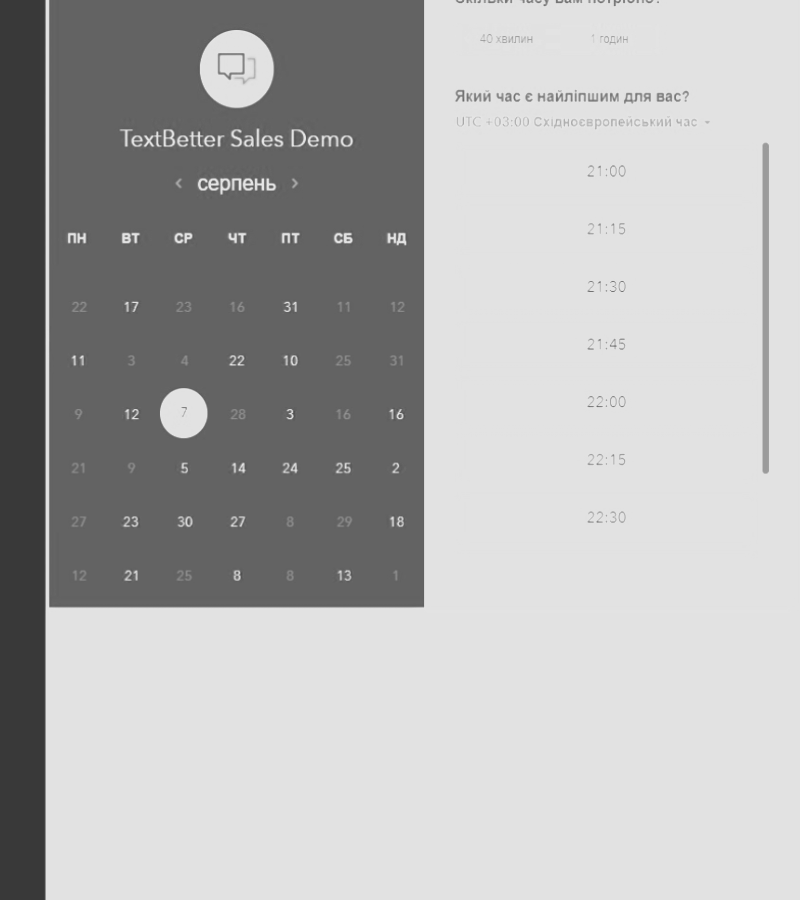 Скільки часу вам потрібно?
40 хвилин 1 годин
Який час є найліпшим для вас?
UTC +03:00 Східноєвропейський час
TextBetter Sales Demo
серпень
ПН ВТ СР ЧТ ПТ СБ НД
22 17 23 16 31 11 12
11 3 4 22 10 25 31
9 12 7 28 3 16 16
21 9 5 14 24 25 2
27 23 30 27 8 29 18
12 21 25 8 8 13 1
21:00
21:15
21:30
21:45
22:00
22:15
22:30